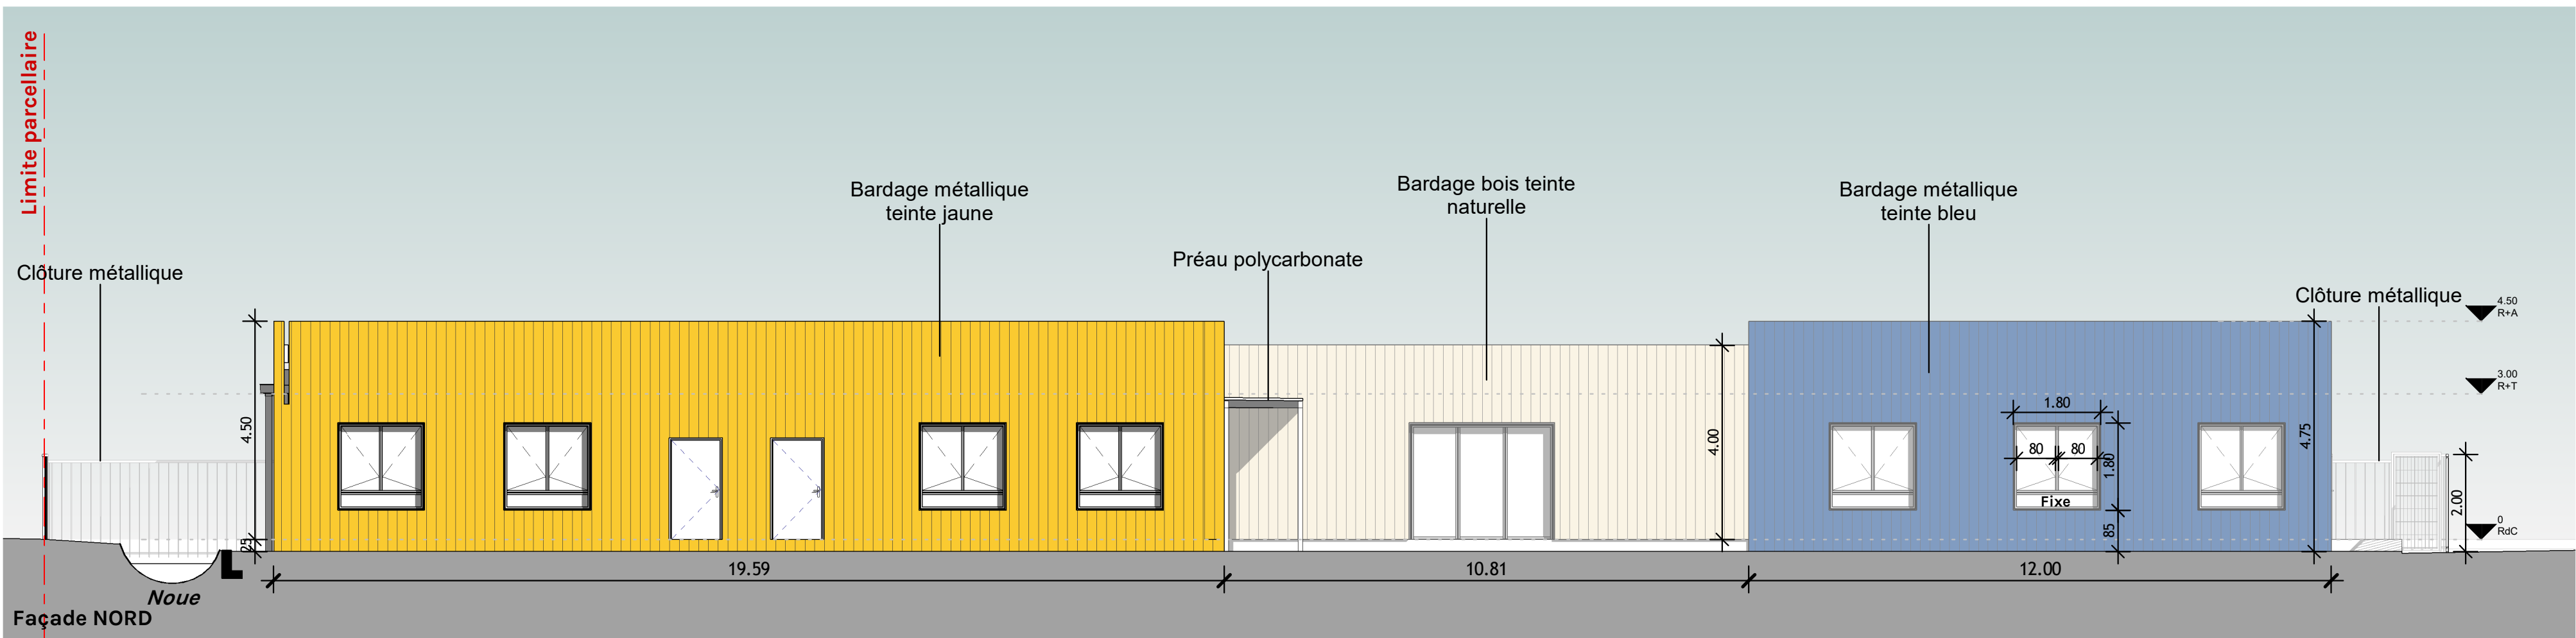 Limite parcellaire
Clôture métallique
Bardage métallique
teinte jaune
Préau polycarbonate
Bardage bois teinte
naturelle
Bardage métallique
teinte bleu
Clôture métallique
4.50
R+A
3.00
R+T
0
RdC
4.50
25
4.00
1.80
80
80
1.80
Fixe
85
4.75
2.00
19.59
10.81
12.00
Noue
Façade NORD